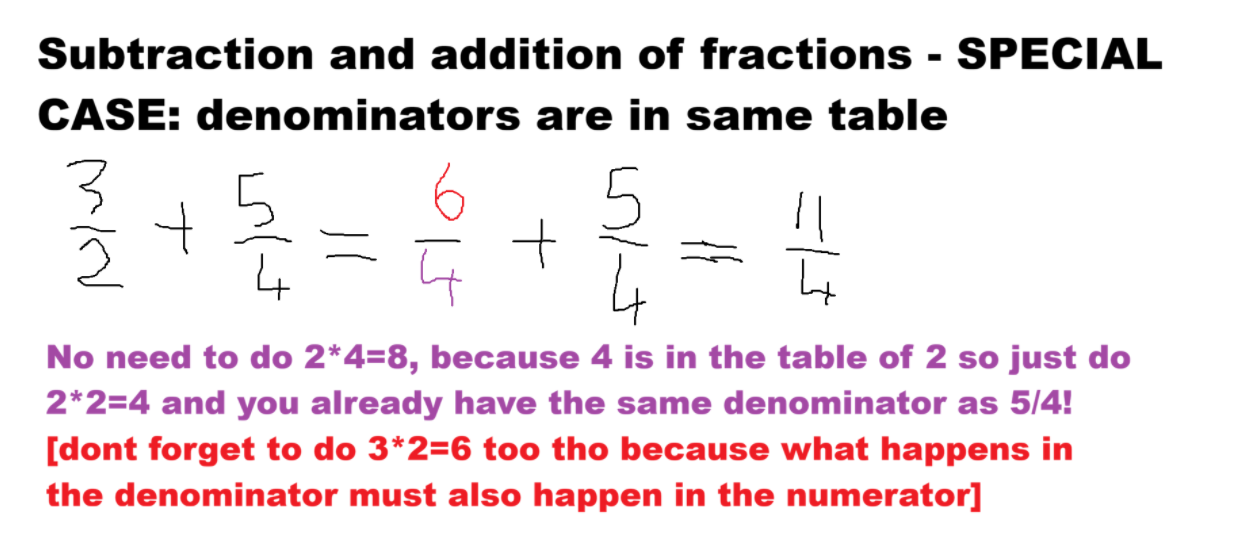 Subtraction and addition of fractions - SPECIAL
CASE: denominators are in same table
3/2 + 5/4 = 6/4 + 5/4 = 11/4
No need to do 2*4=8, because 4 is in the table of 2 so just do
2*2=4 and you already have the same denominator as 5/4!
[dont forget to do 3*2=6 too tho because what happens in
the denominator must also happen in the numerator]